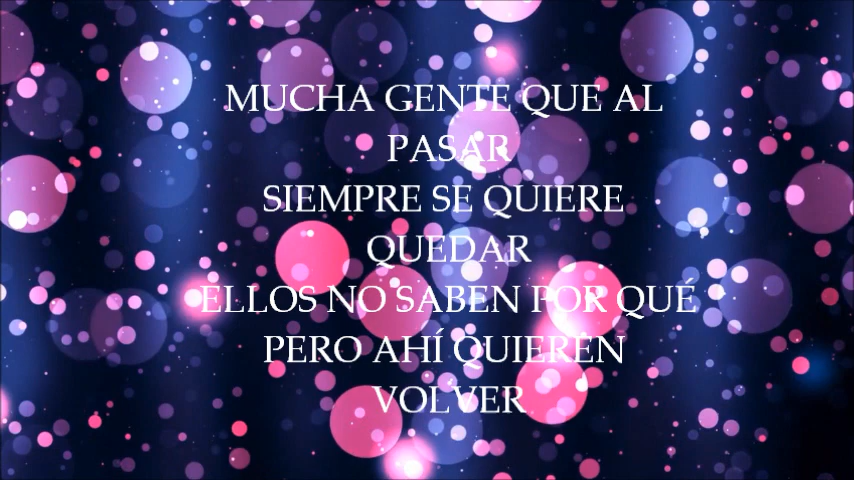 MUCHA GENTE QUE AL
PASAR
SIEMPRE SE QUIERE
QUEDAR
ELLOS NO SABEN POR QUÉ
PERO AHÍ QUIEREN
VOLVER